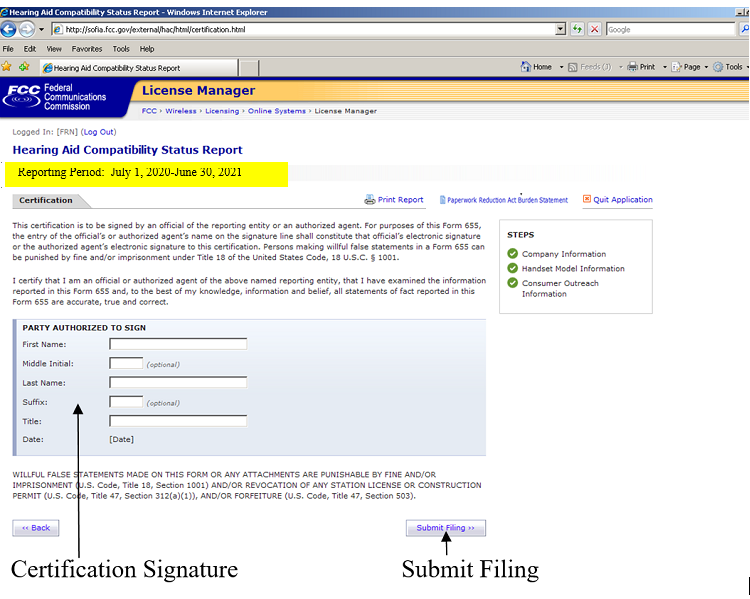 Hearing Aid Compatibility Status Report - Windows Internet Explorer
http://sofia.fcc.gov/external/hac/html/certification.html
Google
File Edit View Favorites Tools Help
Hearing Aid Compatibility Status Report
Home Feeds (J) Print Page Tools
FCC Federal Communications Commission
License Manager
FCC > Wireless > Licensing > Online Systems > License Manager
Logged In: [FRN] (Log Out)
Hearing Aid Compatibility Status Report
Reporting Period: July 1, 2020-June 30, 2021
Certification
Print Report Paperwork Reduction Act Burden Statement Quit Application
This certification is to be signed by an official of the reporting entity or an authorized agent. For purposes of this Form 655,
the entry of the official's or authorized agent's name on the signature line shall constitute that official's electronic signature
or the authorized agent's electronic signature to this certification. Persons making willful false statements in a Form 655 can
be punished by fine and/or imprisonment under Title 18 of the United States Code, 18 U.S.C. § 1001.
I certify that I am an official or authorized agent of the above named reporting entity, that I have examined the information
reported in this Form 655 and, to the best of my knowledge, information and belief, all statements of fact reported in this
Form 655 are accurate, true and correct.
STEPS
Company Information
Handset Model Information
Consumer Outreach
Information
PARTY AUTHORIZED TO SIGN
First Name:
Middle Initial: (optional)
Last Name:
Suffix: (optional)
Title:
Date: [Date]
WILLFUL FALSE STATEMENTS MADE ON THIS FORM OR ANY ATTACHMENTS ARE PUNISHABLE BY FINE AND/OR
IMPRISONMENT (U.S. Code, Title 18, Section 1001) AND/OR REVOCATION OF ANY STATION LICENSE OR CONSTRUCTION
PERMIT (U.S. Code, Title 47, Section 312(a)(1)), AND/OR FORFEITURE (U.S. Code, Title 47, Section 503).
‹‹ Back
Submit Filing ››
Certification Signature
Submit Filing